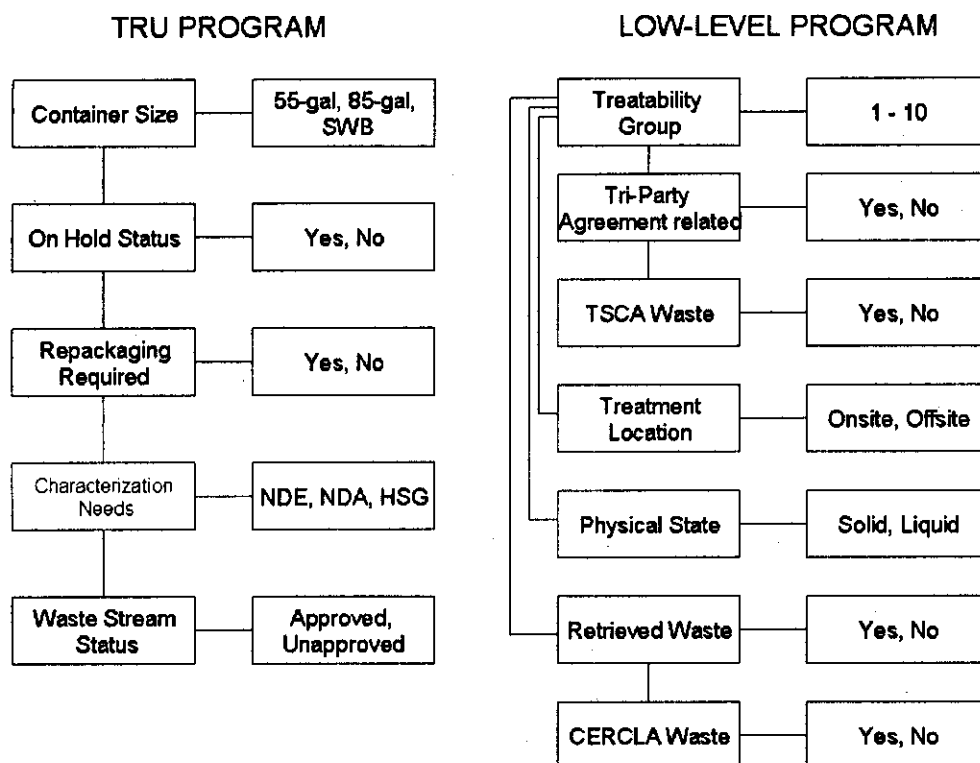 TRU PROGRAM
Container Size
55-gal, 85-gal,
SWB
On Hold Status
Yes, No
Repackaging
Required
Yes, No
Characterization
Needs
NDE, NDA, HSG
Waste Stream
Status
Approved,
Unapproved
LOW-LEVEL PROGRAM
Treatability
Group
1 - 10
Tri-Party
Agreement related
Yes, No
TSCA Waste
Yes, No
Treatment
Location
Onsite, Offsite
Physical State
Solid, Liquid
Retrieved Waste
Yes, No
CERCLA Waste
Yes, No